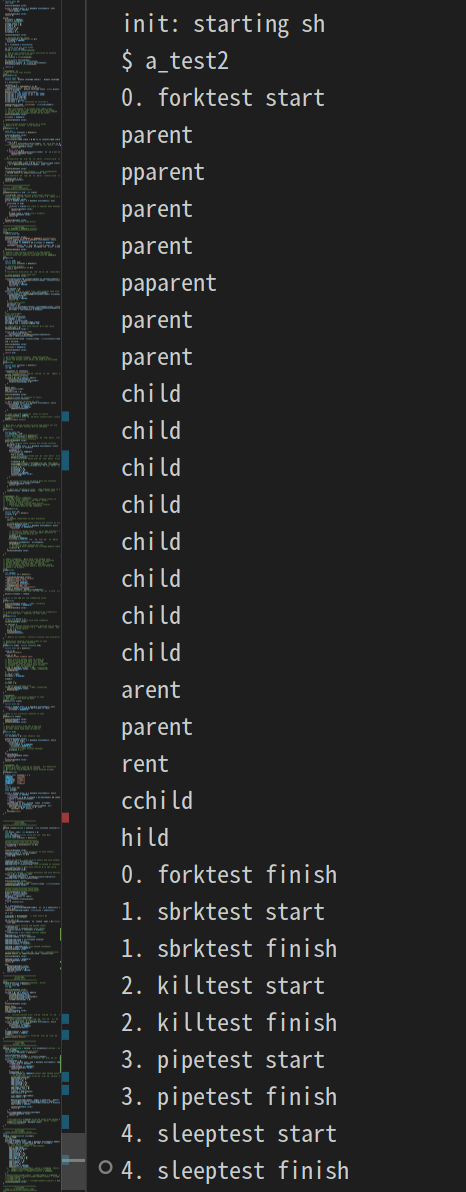 init: starting sh
$ a_test2
0. forktest start
parent
pparent
parent
parent
paparent
parent
parent
child
child
child
child
child
child
child
child
arent
parent
rent
cchild
hild
0. forktest finish
1. sbrktest start
1. sbrktest finish
2. killtest start
2. killtest finish
3. pipetest start
3. pipetest finish
4. sleeptest start
4. sleeptest finish